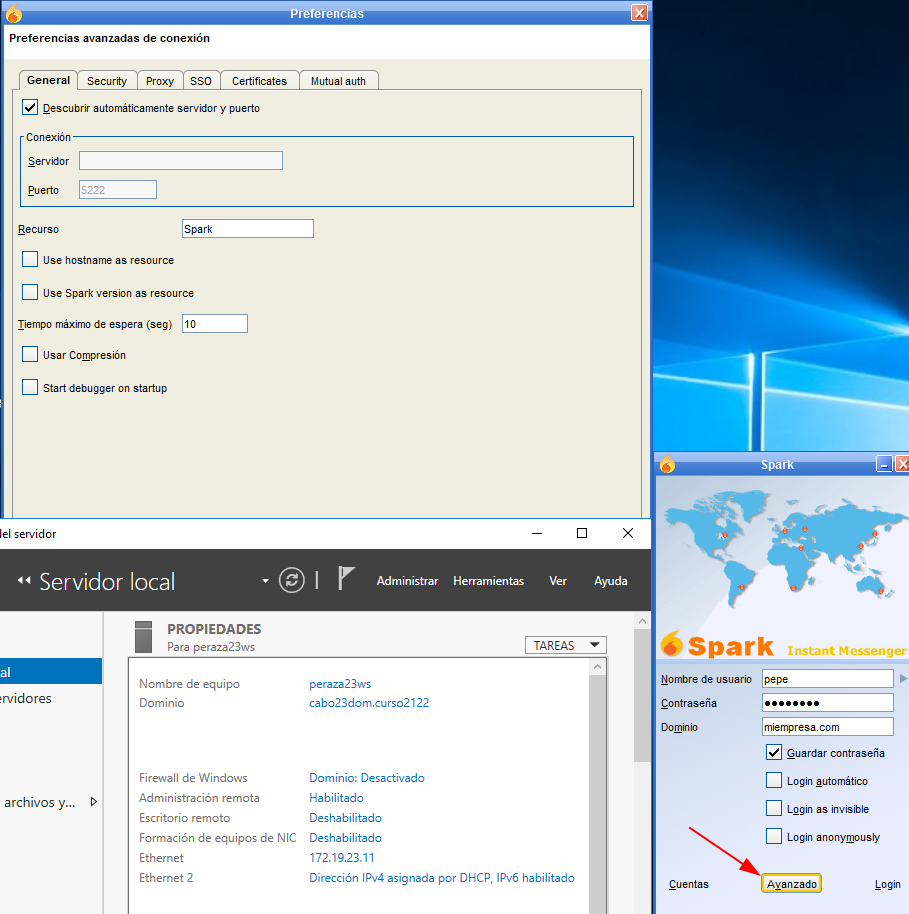 Preferencias
Preferencias avanzadas de conexión
General Security Proxy SSO Certificates Mutual auth
Descubrir automáticamente servidor y puerto
Conexión
Servidor
Puerto 5222
Recurso Spark
Use hostname as resource
Use Spark version as resource
Tiempo máximo de espera (seg) 10
Usar Compresión
Start debugger on startup
del servidor
Servidor local
Administrar Herramientas Ver Ayuda
al
ervidores
archivos y...
PROPIEDADES
Para peraza23ws
TAREAS
Nombre de equipo peraza23ws
Dominio cabo23dom.curso2122
Firewall de Windows Dominio: Desactivado
Administración remota Habilitado
Escritorio remoto Deshabilitado
Formación de equipos de NIC Deshabilitado
Ethernet 172.19.23.11
Ethernet 2 Dirección IPv4 asignada por DHCP, IPv6 habilitado
Spark
Spark Instant Messenger
Nombre de usuario pepe
Contraseña ●●●●●●●●
Dominio miempresa.com
Guardar contraseña
Login automático
Login as invisible
Login anonymously
Cuentas Avanzado Login